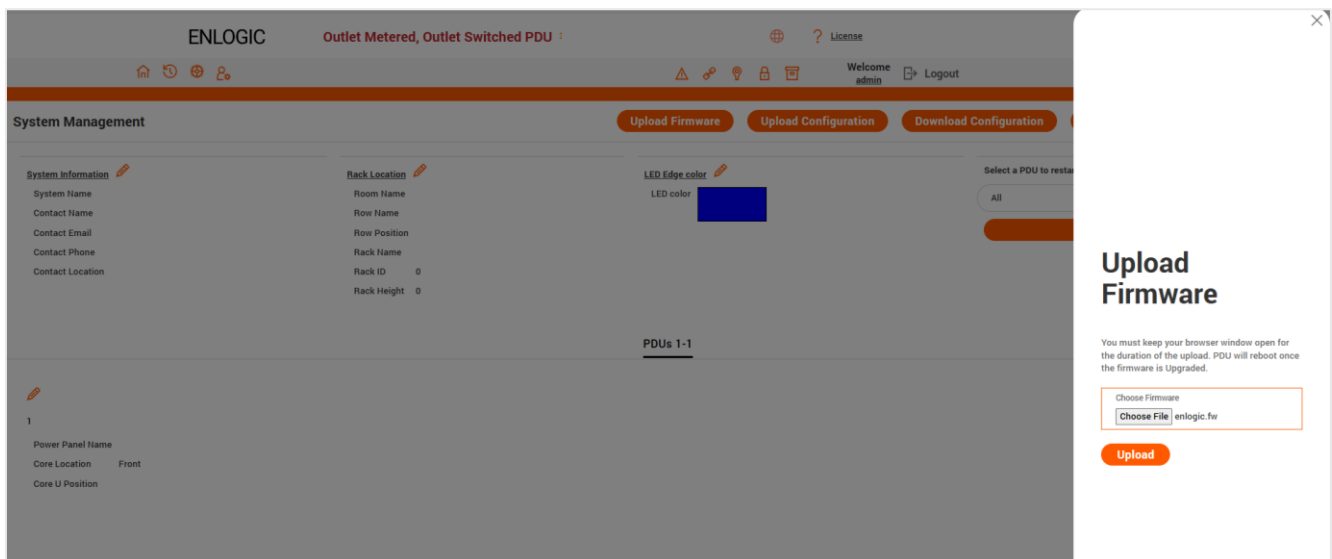 ENLOGIC
Outlet Metered, Outlet Switched PDU
? License
Welcome
admin
Logout
System Management
Upload Firmware
Upload Configuration
Download Configuration
System Information
System Name
Contact Name
Contact Email
Contact Phone
Contact Location
Rack Location
Room Name
Row Name
Row Position
Rack Name
Rack ID 0
Rack Height 0
LED Edge color
LED color
Select a PDU to restar
All
PDUs 1-1
1
Power Panel Name
Core Location Front
Core U Position
Upload
Firmware
You must keep your browser window open for
the duration of the upload. PDU will reboot once
the firmware is Upgraded.
Choose Firmware
Choose File enlogic.fw
Upload